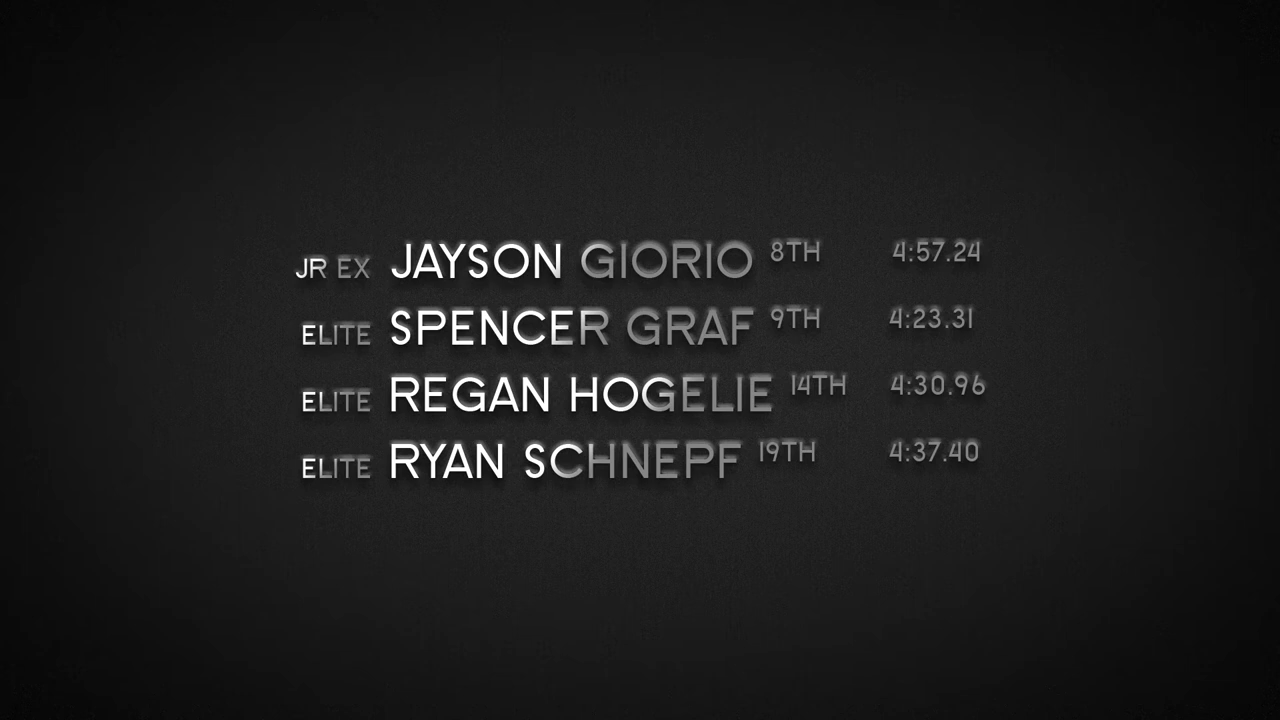 JR EX JAYSON GIORIO 8TH 4:57.24
ELITE SPENCER GRAF 9TH 4:23.31
ELITE REGAN HOGELIE 14TH 4:30.96
ELITE RYAN SCHNEPF 19TH 4:37.40